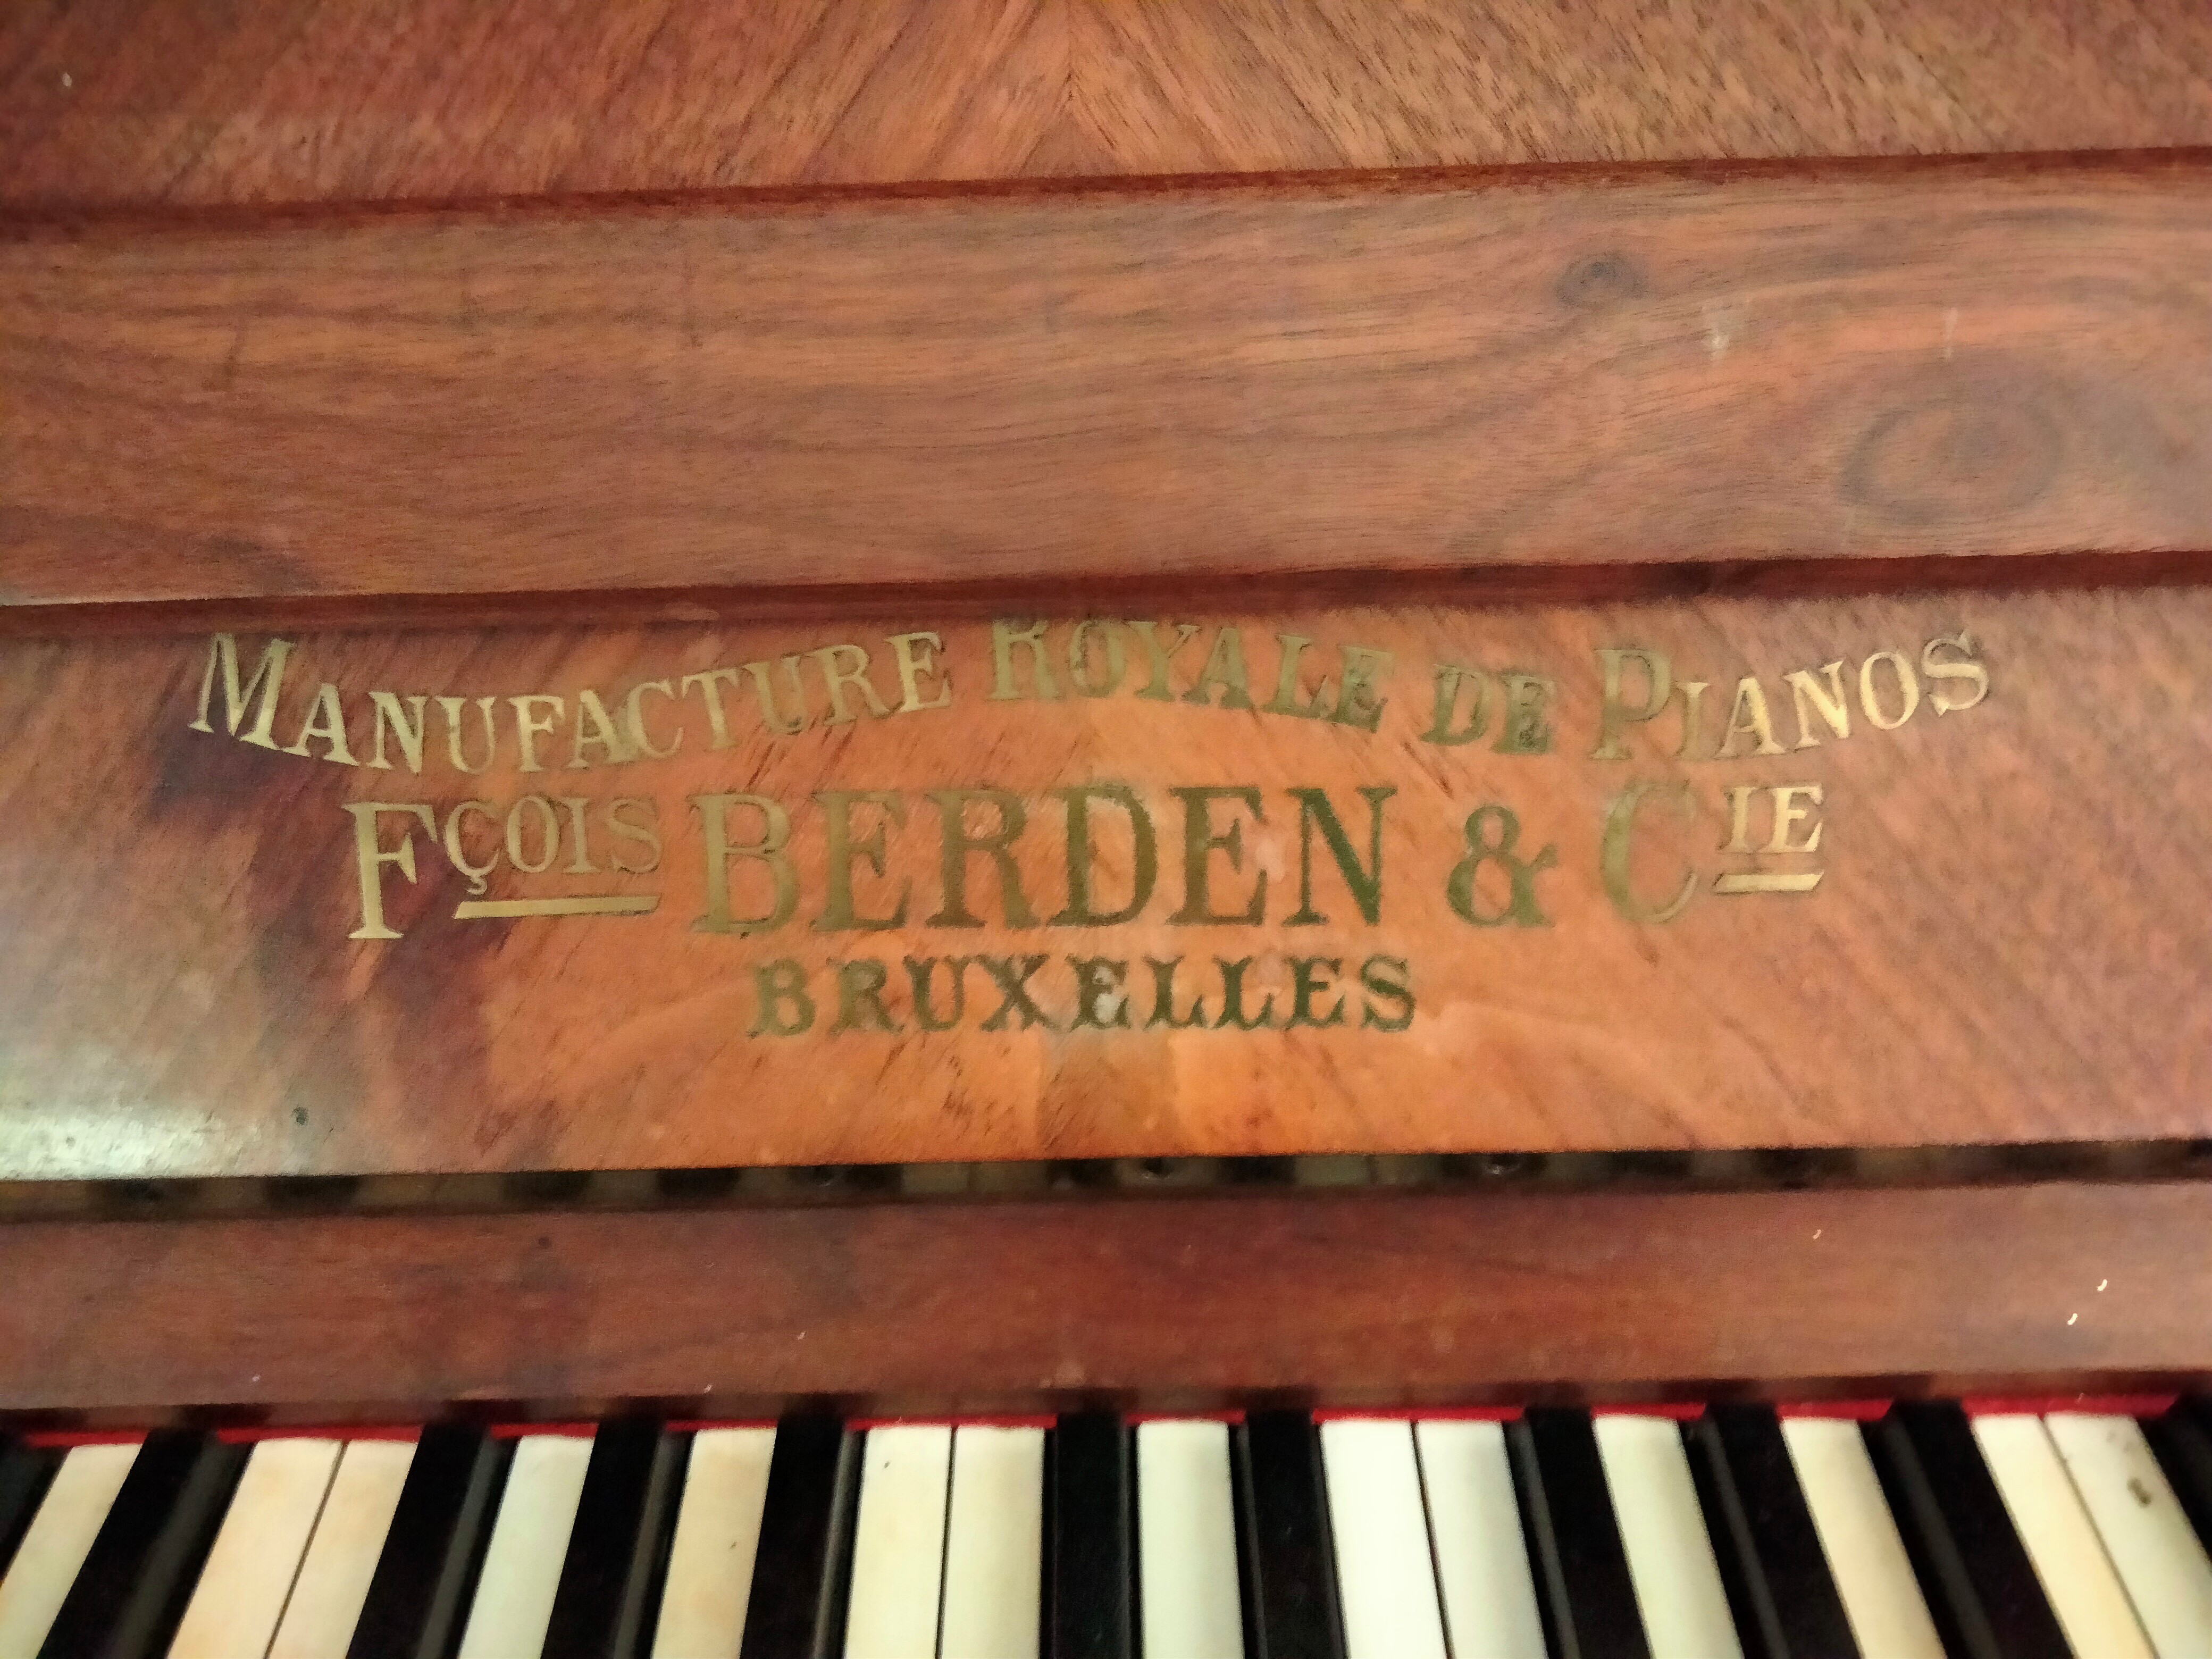 MANUFACTURE ROYALE DE PIANOS
FÇOIS BERDEN & CIE
BRUXELLES